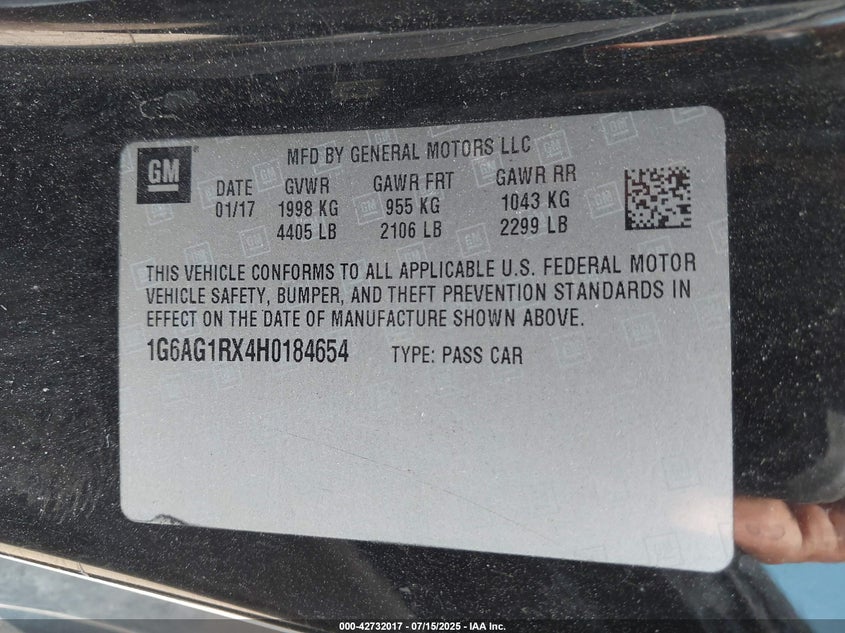 GM
MFD BY GENERAL MOTORS LLC
DATE GVWR GAWR FRT GAWR RR
01/17 1998 KG 955 KG 1043 KG
4405 LB 2106 LB 2299 LB
THIS VEHICLE CONFORMS TO ALL APPLICABLE U.S. FEDERAL MOTOR
VEHICLE SAFETY, BUMPER, AND THEFT PREVENTION STANDARDS IN
EFFECT ON THE DATE OF MANUFACTURE SHOWN ABOVE.
1G6AG1RX4H0184654 TYPE: PASS CAR
000-42732017 - 07/15/2025 - IAA Inc.